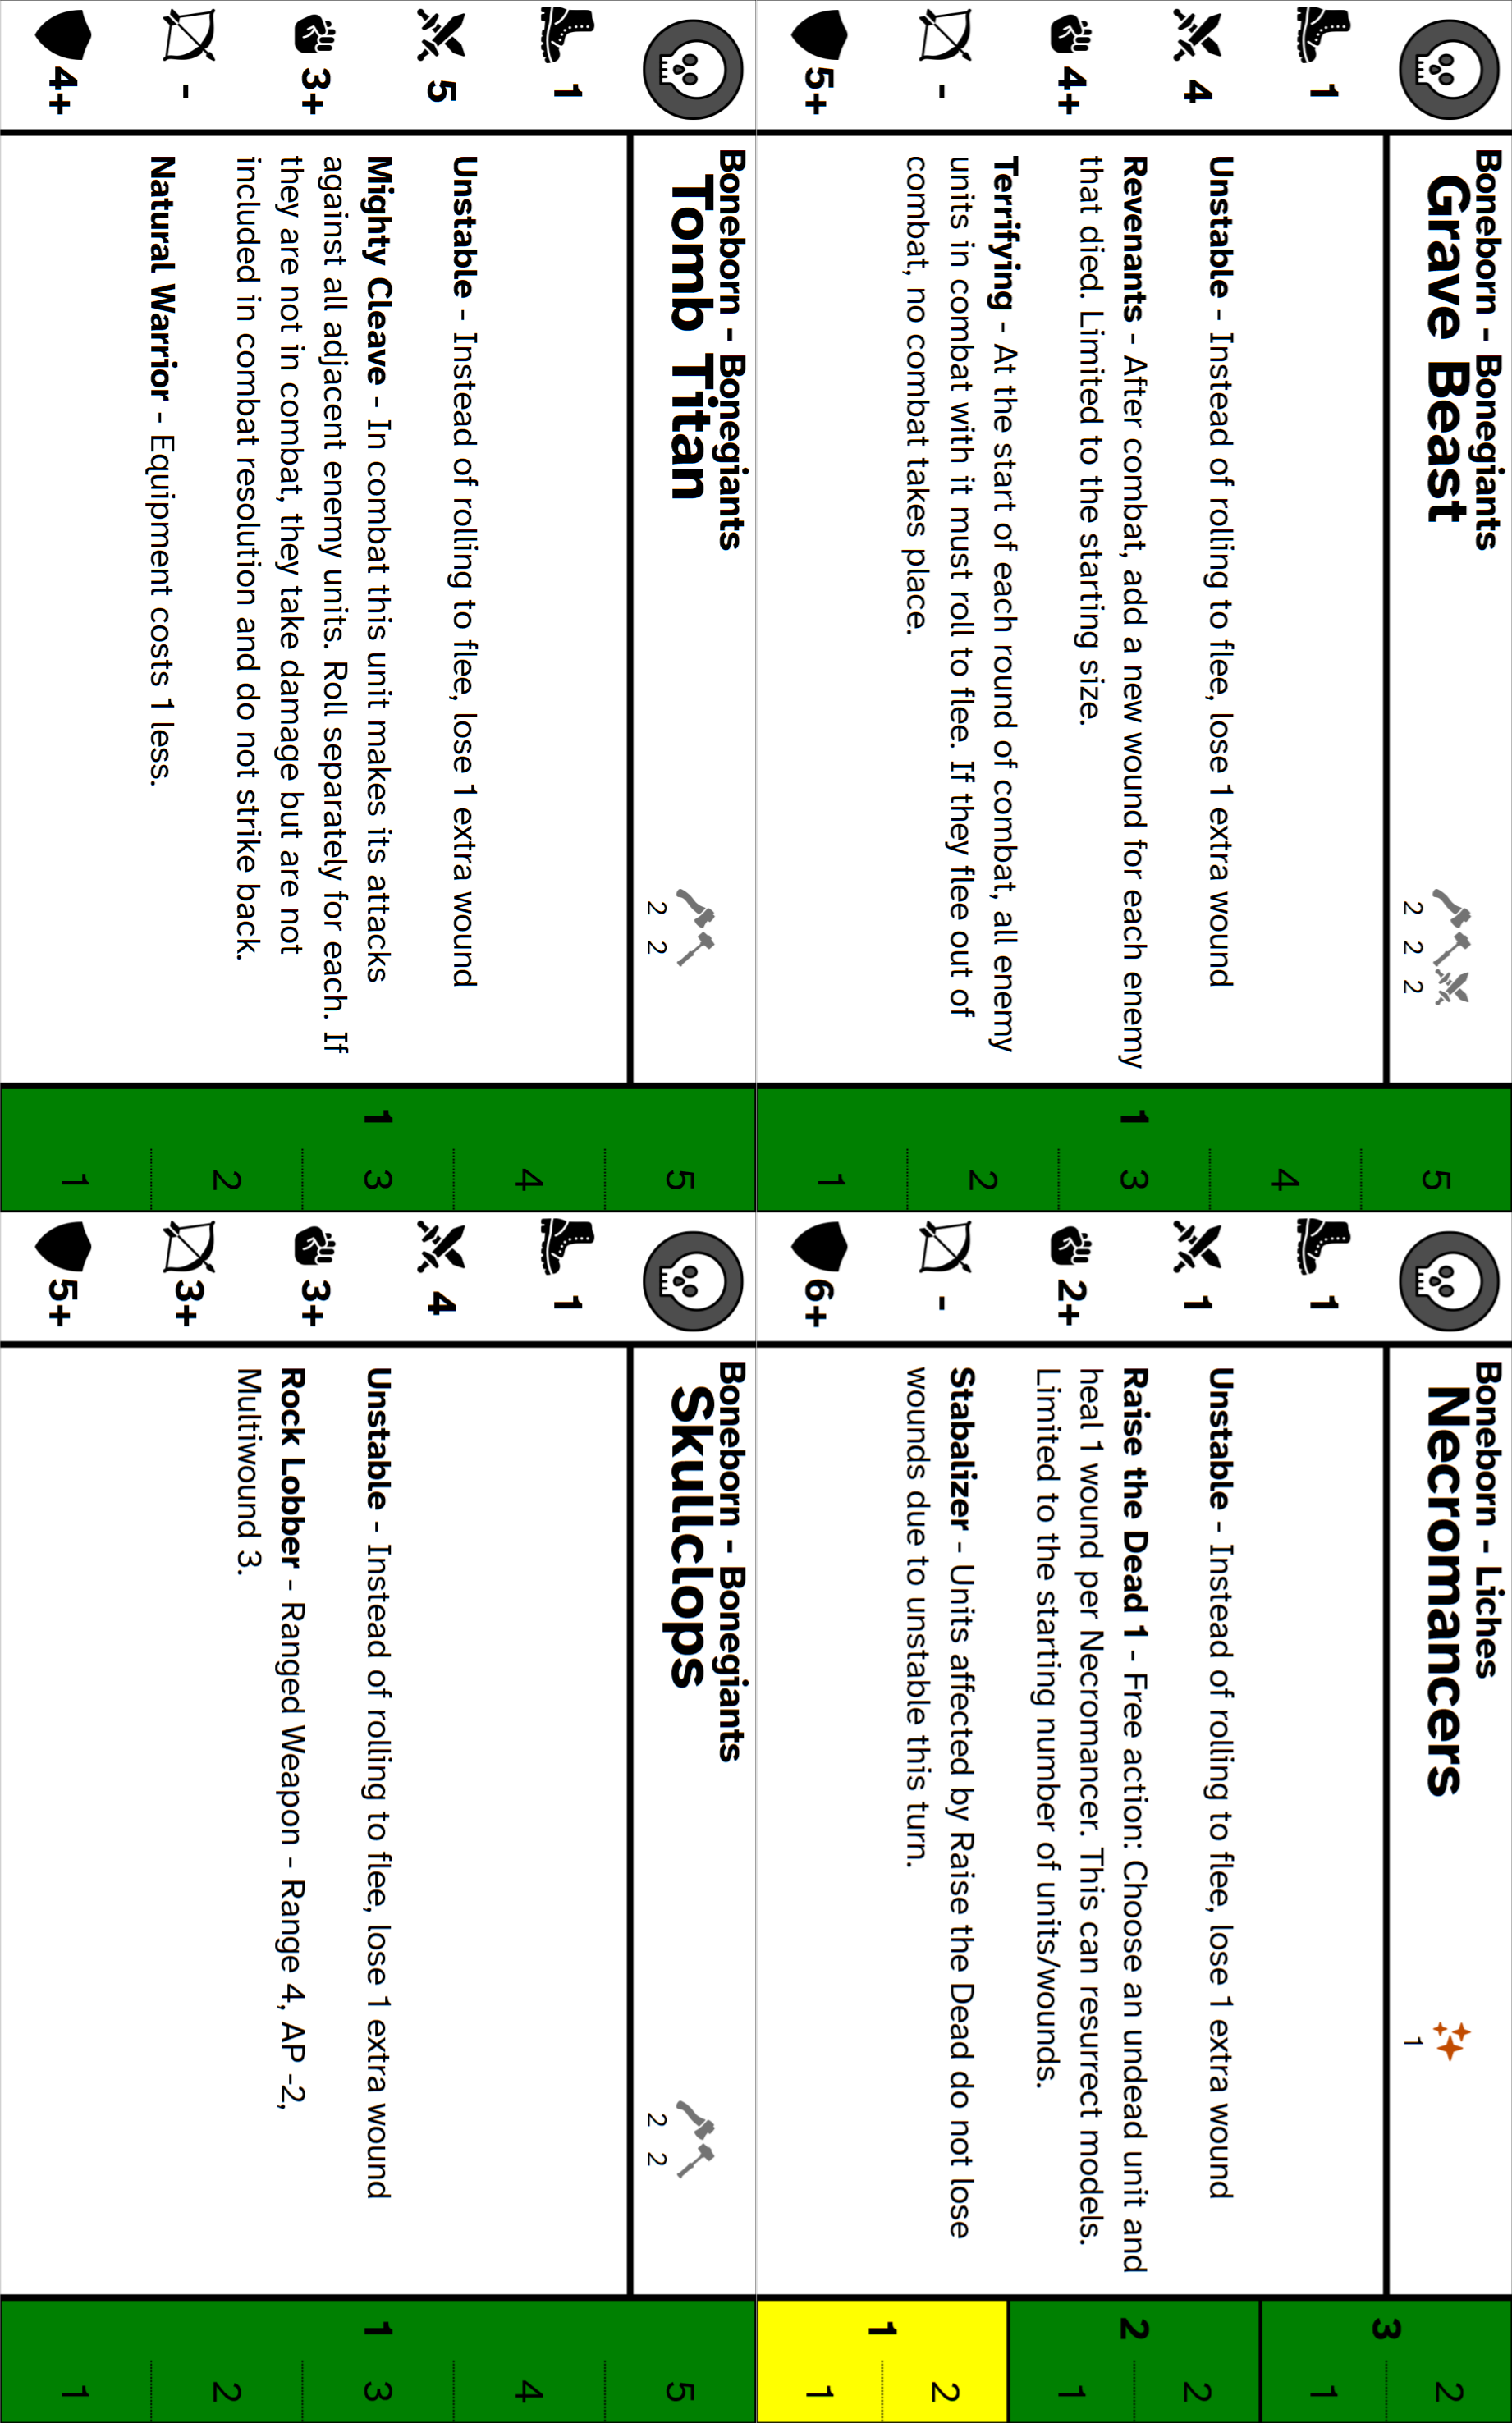 Boneborn - Bonegiants
Grave Beast
2 2 2
1
4
4+
-
5+
Unstable - Instead of rolling to flee, lose 1 extra wound
Revenants - After combat, add a new wound for each enemy
that died. Limited to the starting size.
Terrifying - At the start of each round of combat, all enemy
units in combat with it must roll to flee. If they flee out of
combat, no combat takes place.
1
5
4
3
2
1
Boneborn - Liches
Necromancers
1
1
1
2+
-
6+
Unstable - Instead of rolling to flee, lose 1 extra wound
Raise the Dead 1 - Free action: Choose an undead unit and
heal 1 wound per Necromancer. This can resurrect models.
Limited to the starting number of units/wounds.
Stabalizer - Units affected by Raise the Dead do not lose
wounds due to unstable this turn.
3
2
1
2
2
1
1
2
1
Boneborn - Bonegiants
Tomb Titan
2 2
1
5
3+
-
4+
Unstable - Instead of rolling to flee, lose 1 extra wound
Mighty Cleave - In combat this unit makes its attacks
against all adjacent enemy units. Roll separately for each. If
they are not in combat, they take damage but are not
included in combat resolution and do not strike back.
Natural Warrior - Equipment costs 1 less.
1
5
4
3
2
1
Boneborn - Bonegiants
Skullclops
2 2
1
4
3+
3+
5+
Unstable - Instead of rolling to flee, lose 1 extra wound
Rock Lobber - Ranged Weapon - Range 4, AP -2,
Multiwound 3.
1
5
4
3
2
1